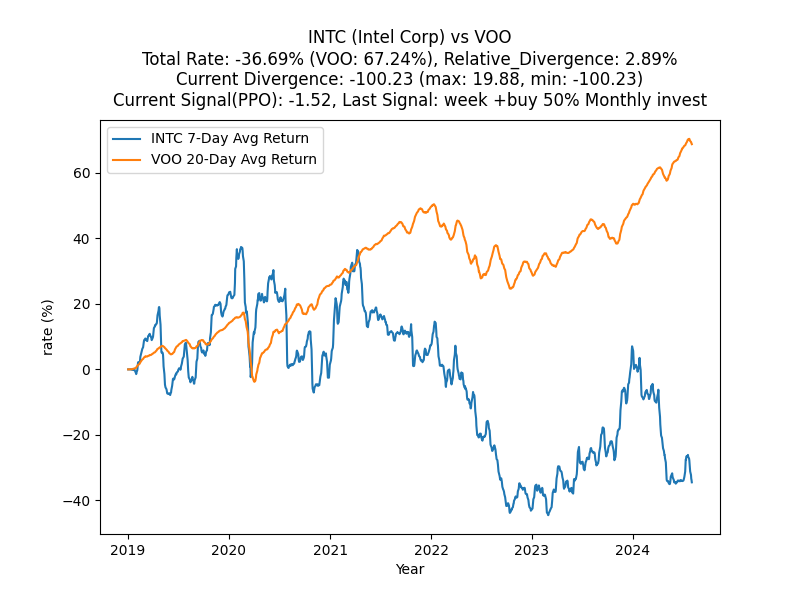 INTC (Intel Corp) vs VOO
Total Rate: -36.69% (VOO: 67.24%), Relative_Divergence: 2.89%
Current Divergence: -100.23 (max: 19.88, min: -100.23)
Current Signal(PPO): -1.52, Last Signal: week +buy 50% Monthly invest
INTC 7-Day Avg Return
VOO 20-Day Avg Return
rate (%)
60
40
20
0
−20
−40
2019 2020 2021 2022 2023 2024
Year